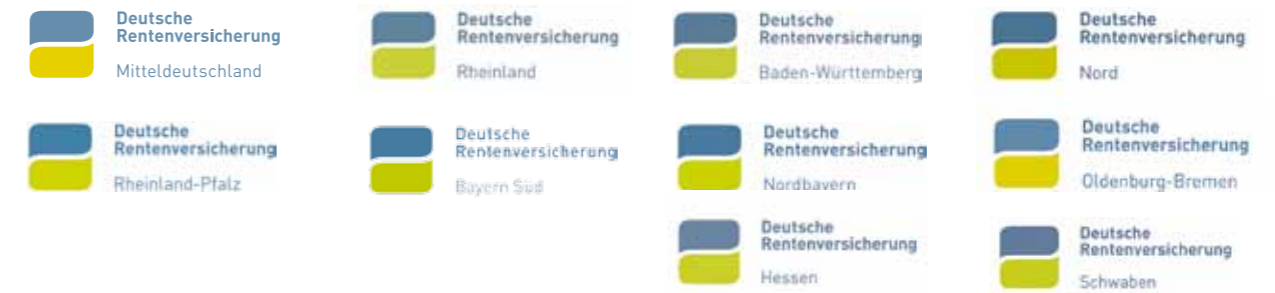 Deutsche
Rentenversicherung
Mitteldeutschland
Deutsche
Rentenversicherung
Rheinland
Deutsche
Rentenversicherung
Baden-Württemberg
Deutsche
Rentenversicherung
Nord
Deutsche
Rentenversicherung
Rheinland-Pfalz
Deutsche
Rentenversicherung
Bayern Süd
Deutsche
Rentenversicherung
Nordbayern
Deutsche
Rentenversicherung
Oldenburg-Bremen
Deutsche
Rentenversicherung
Hessen
Deutsche
Rentenversicherung
Schwaben